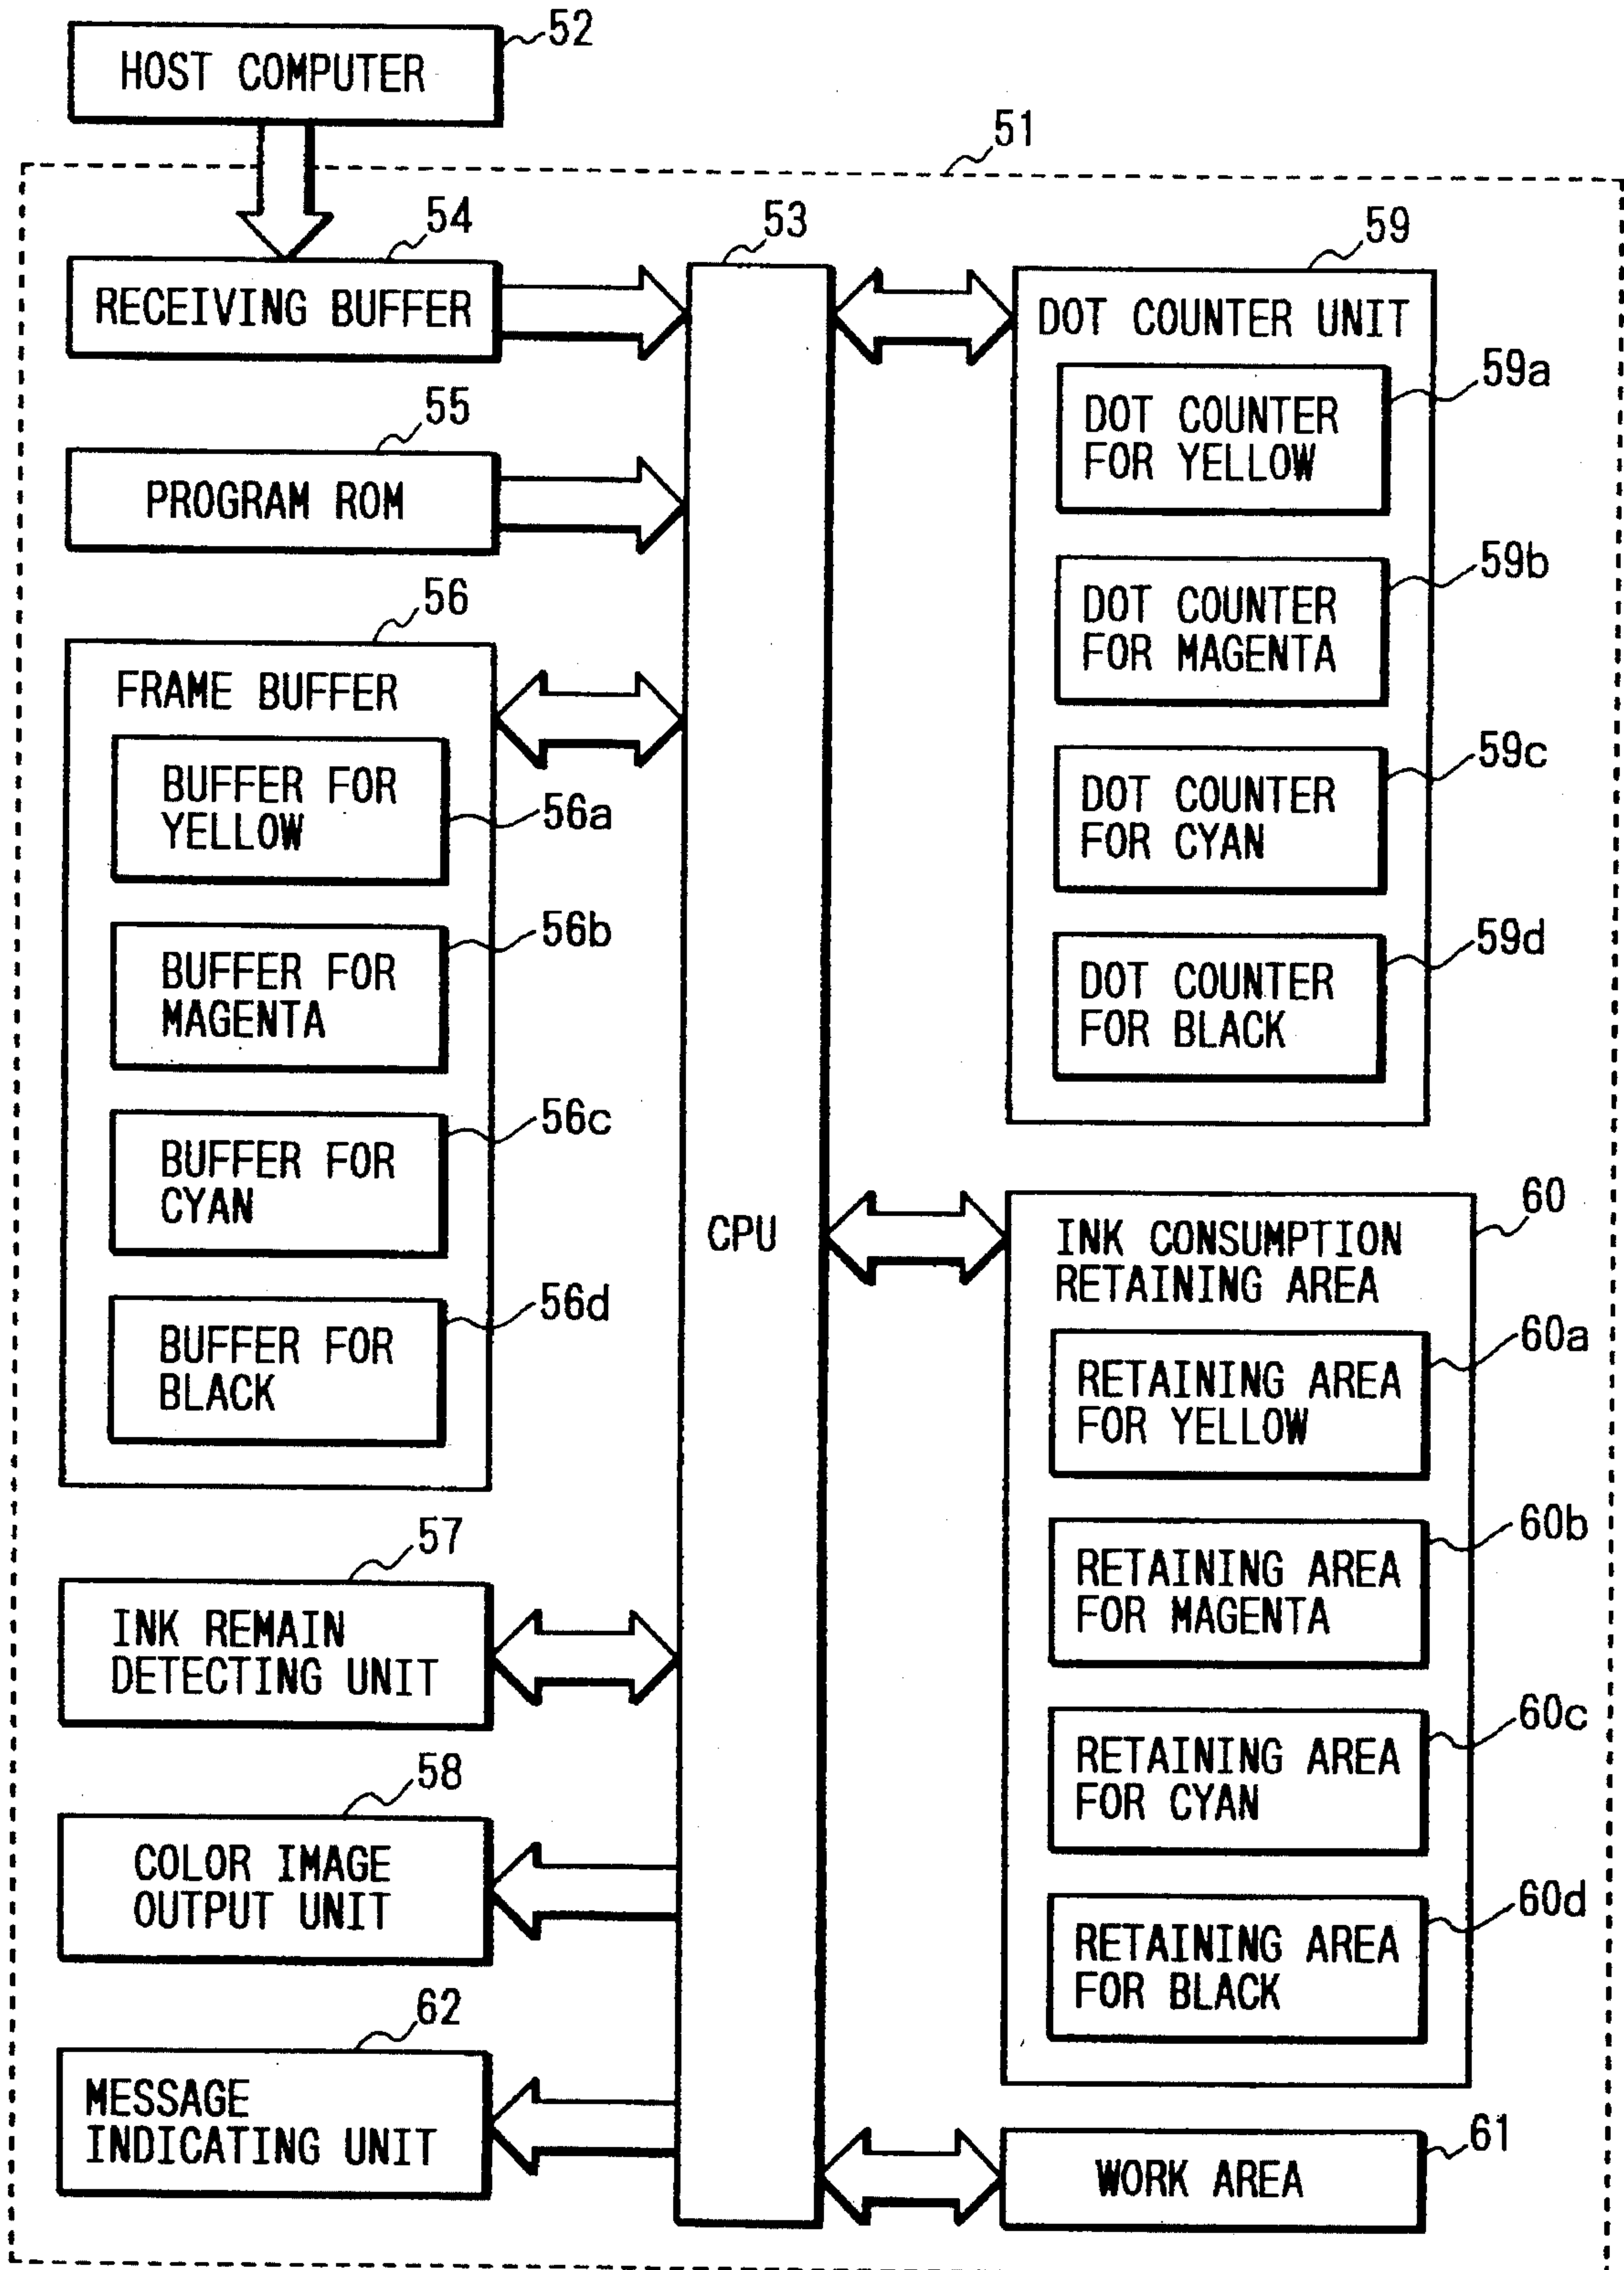 52
HOST COMPUTER
51
54
RECEIVING BUFFER
55
PROGRAM ROM
56
FRAME BUFFER
BUFFER FOR
YELLOW
56a
56b
BUFFER FOR
MAGENTA
56c
BUFFER FOR
CYAN
56d
BUFFER FOR
BLACK
57
INK REMAIN
DETECTING UNIT
58
COLOR IMAGE
OUTPUT UNIT
62
MESSAGE
INDICATING UNIT
53
CPU
59
DOT COUNTER UNIT
59a
DOT COUNTER
FOR YELLOW
59b
DOT COUNTER
FOR MAGENTA
59c
DOT COUNTER
FOR CYAN
59d
DOT COUNTER
FOR BLACK
60
INK CONSUMPTION
RETAINING AREA
60a
RETAINING AREA
FOR YELLOW
60b
RETAINING AREA
FOR MAGENTA
60c
RETAINING AREA
FOR CYAN
60d
RETAINING AREA
FOR BLACK
61
WORK AREA